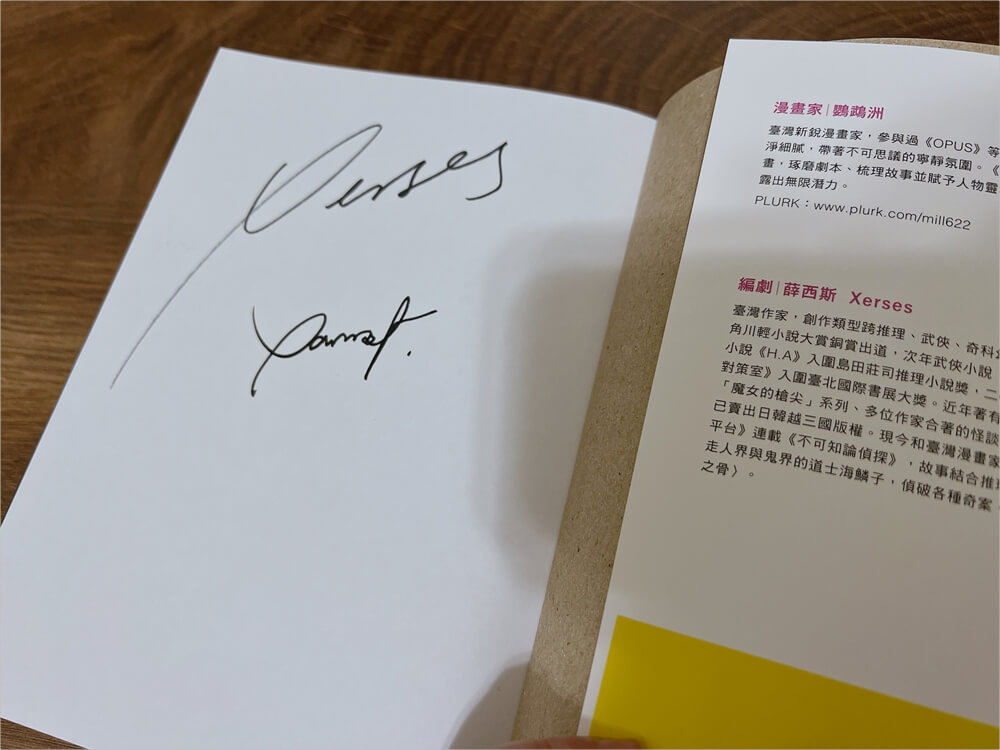 Xerses
漫畫家|鸚鵡洲
臺灣新銳漫畫家，參與過《OPUS》等
淨細膩，帶著不可思議的寧靜氛圍。《
畫，琢磨劇本、梳理故事並賦予人物靈
露出無限潛力。
PLURK：www.plurk.com/mill622
編劇|薛西斯 Xerses
臺灣作家，創作類型跨推理、武俠、奇科幻
角川輕小說大賞銅賞出道，次年武俠小說
小說《H.A》入圍島田莊司推理小說獎，二
對策室》入圍臺北國際書展大獎。近年著有
「魔女的槍尖」系列、多位作家合著的怪談
已賣出日韓越三國版權。現今和臺灣漫畫家
平台》連載《不可知論偵探》，故事結合推理
走人界與鬼界的道士海鱗子，偵破各種奇案
之骨〉。